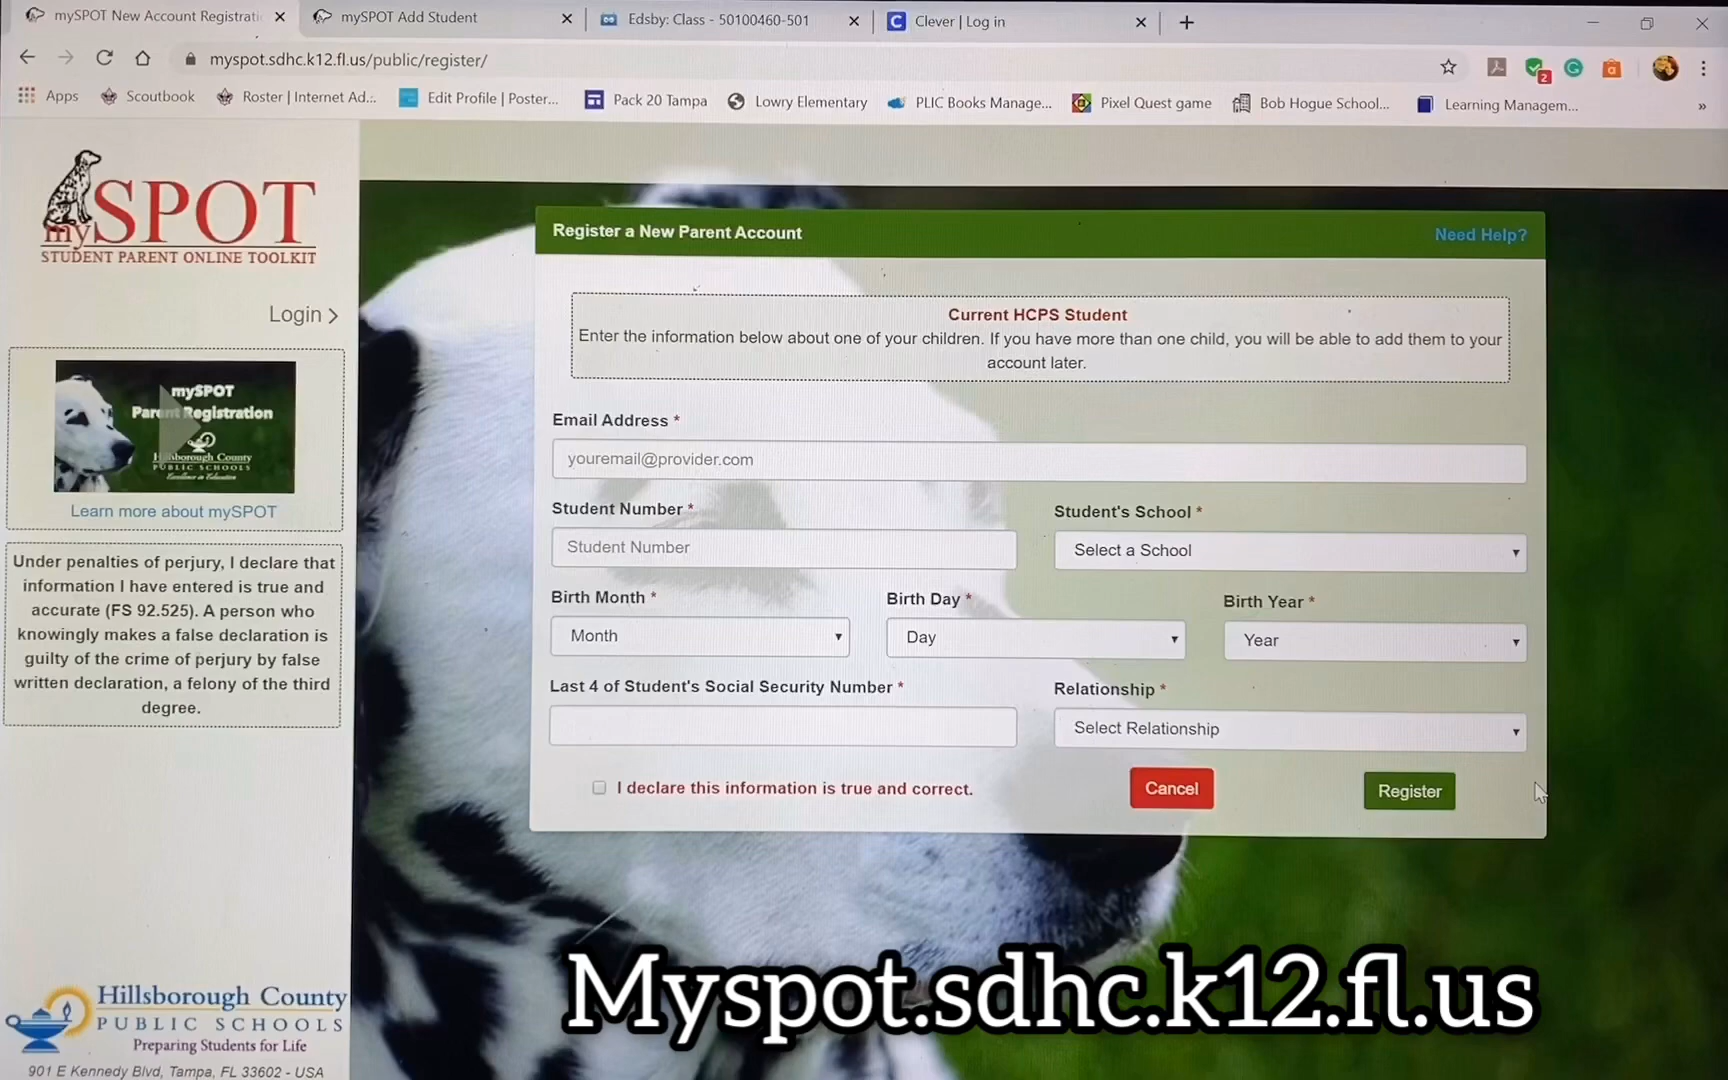 mySPOT New Account Registrati
mySPOT Add Student
Edsby: Class - 50100460-501
Clever | Log in
myspot.sdhc.k12.fl.us/public/register/
2
Apps
Scoutbook
Roster | Internet Ad...
Edit Profile | Poster...
Pack 20 Tampa
Lowry Elementary
PLIC Books Manage...
Pixel Quest game
Bob Hogue School...
Learning Managem...
»
mySPOT
STUDENT PARENT ONLINE TOOLKIT
Login >
mySPOT
Parent Registration
Hillsborough County
PUBLIC SCHOOLS
Excellence in Education
Learn more about mySPOT
Under penalties of perjury, I declare that
information I have entered is true and
accurate (FS 92.525). A person who
knowingly makes a false declaration is
guilty of the crime of perjury by false
written declaration, a felony of the third
degree.
Hillsborough County
PUBLIC SCHOOLS
Preparing Students for Life
901 E Kennedy Blvd, Tampa, FL 33602 - USA
Register a New Parent Account
Need Help?
Current HCPS Student
Enter the information below about one of your children. If you have more than one child, you will be able to add them to your
account later.
Email Address *
youremail@provider.com
Student Number *
Student's School *
Student Number
Select a School
Birth Month *
Birth Day *
Birth Year *
Month
Day
Year
Last 4 of Student's Social Security Number *
Relationship *
Select Relationship
I declare this information is true and correct.
Cancel
Register
Myspot.sdhc.k12.fl.us